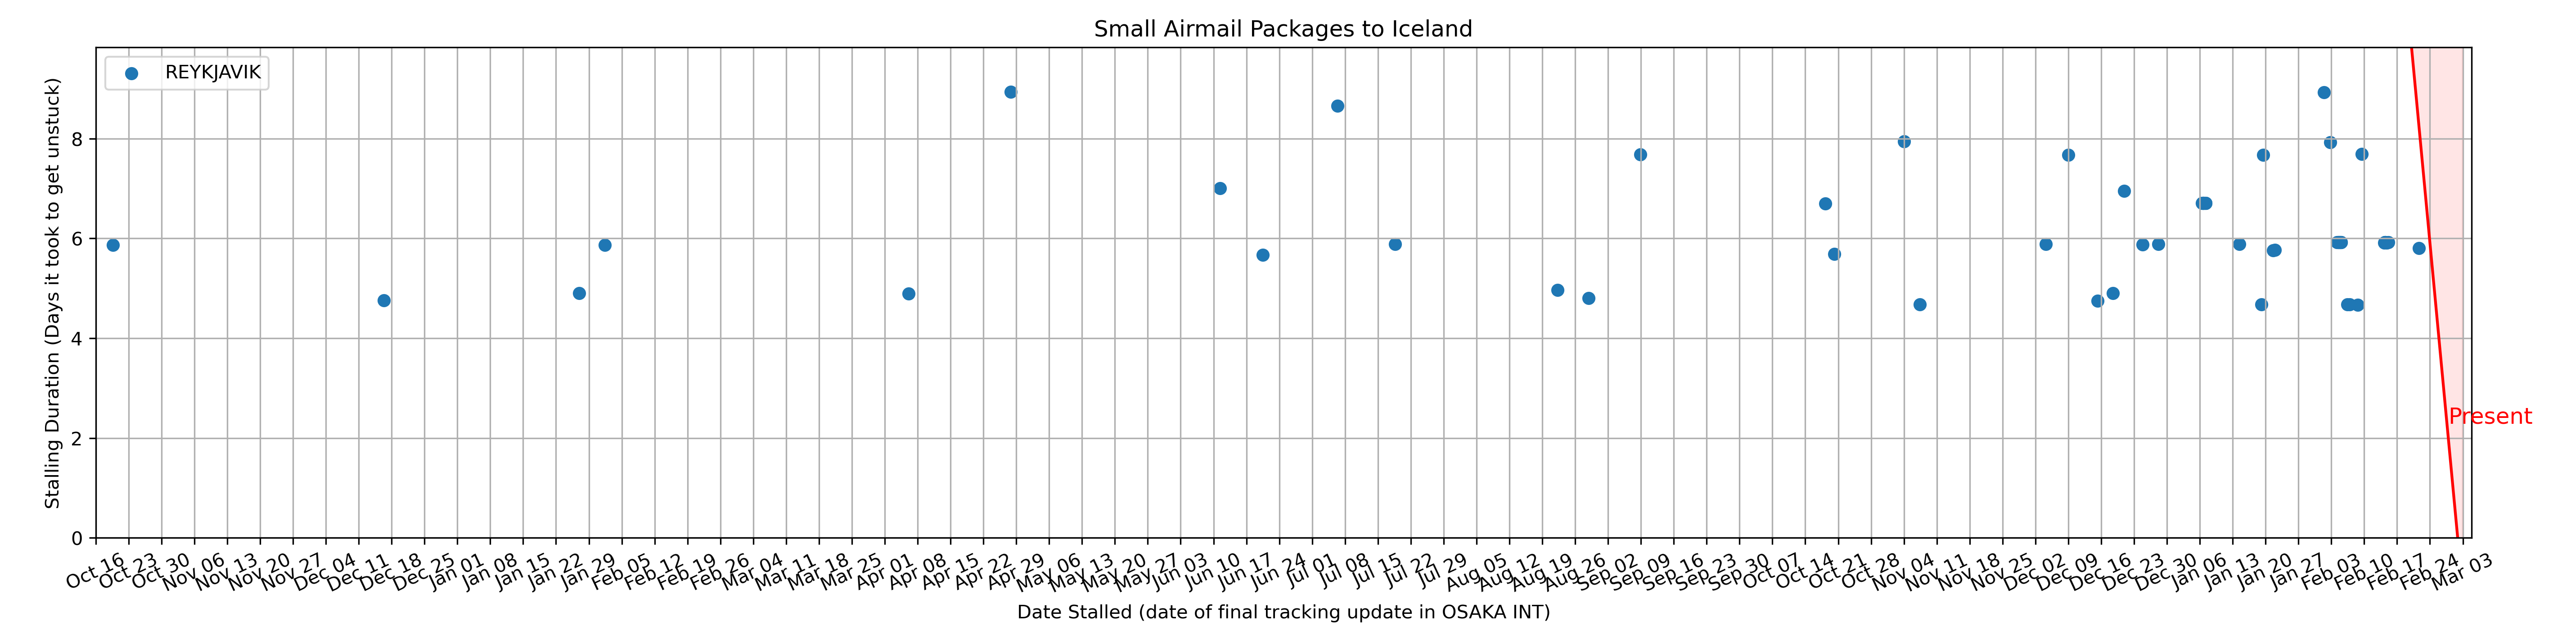 Small Airmail Packages to Iceland
REYKJAVIK
Stalling Duration (Days it took to get unstuck)
8
6
4
2
0
Present
Oct 16
Oct 23
Oct 30
Nov 06
Nov 13
Nov 20
Nov 27
Dec 04
Dec 11
Dec 18
Dec 25
Jan 01
Jan 08
Jan 15
Jan 22
Jan 29
Feb 05
Feb 12
Feb 19
Feb 26
Mar 04
Mar 11
Mar 18
Mar 25
Apr 01
Apr 08
Apr 15
Apr 22
Apr 29
May 06
May 13
May 20
May 27
Jun 03
Jun 10
Jun 17
Jun 24
Jul 01
Jul 08
Jul 15
Jul 22
Jul 29
Aug 05
Aug 12
Aug 19
Aug 26
Sep 02
Sep 09
Sep 16
Sep 23
Sep 30
Oct 07
Oct 14
Oct 21
Oct 28
Nov 04
Nov 11
Nov 18
Nov 25
Dec 02
Dec 09
Dec 16
Dec 23
Dec 30
Jan 06
Jan 13
Jan 20
Jan 27
Feb 03
Feb 10
Feb 17
Feb 24
Mar 03
Date Stalled (date of final tracking update in OSAKA INT)